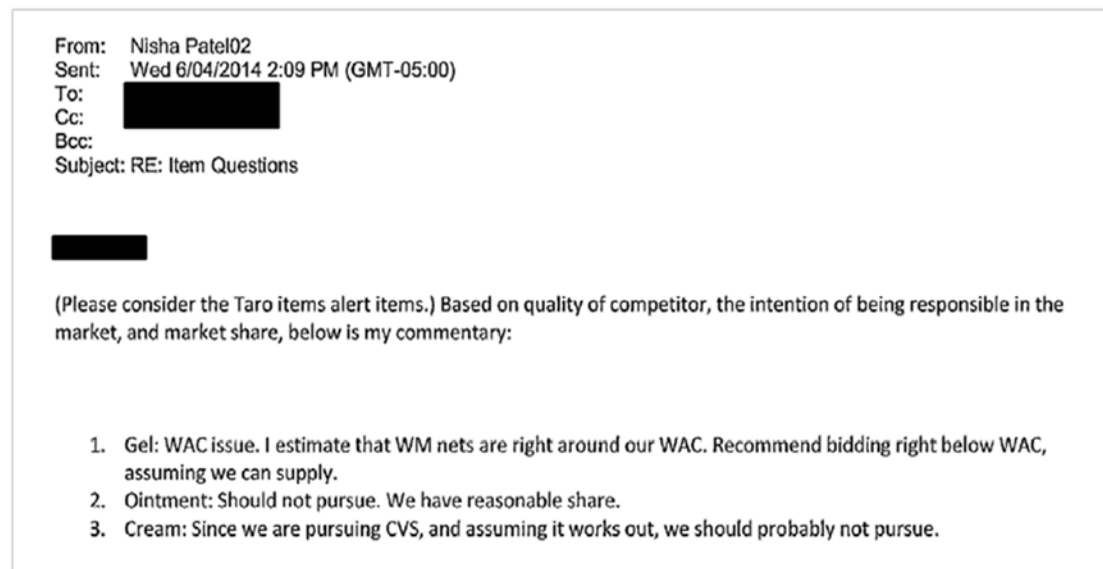 From: Nisha Patel02
Sent: Wed 6/04/2014 2:09 PM (GMT-05:00)
To:
Cc:
Bcc:
Subject: RE: Item Questions
(Please consider the Taro items alert items.) Based on quality of competitor, the intention of being responsible in the
market, and market share, below is my commentary:
1. Gel: WAC issue. I estimate that WM nets are right around our WAC. Recommend bidding right below WAC,
assuming we can supply.
2. Ointment: Should not pursue. We have reasonable share.
3. Cream: Since we are pursuing CVS, and assuming it works out, we should probably not pursue.